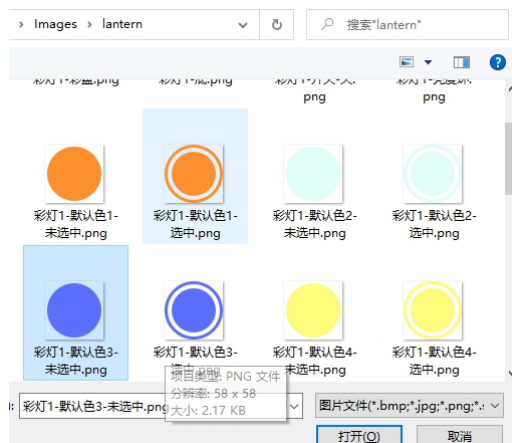 Images
lantern
搜索"lantern"
png
png
彩灯1-默认色1-
未选中.png
彩灯1-默认色1-
选中.png
彩灯1-默认色2-
未选中.png
彩灯1-默认色2-
选中.png
彩灯1-默认色3-
未选中.png
彩灯1-默认色3-
选中.png
彩灯1-默认色4-
未选中.png
彩灯1-默认色4-
选中.png
项目类型: PNG 文件
分辨率: 58 x 58
大小: 2.17 KB
彩灯1-默认色3-未选中.png
图片文件(*.bmp;*.jpg;*.png;*.
打开(O)
取消